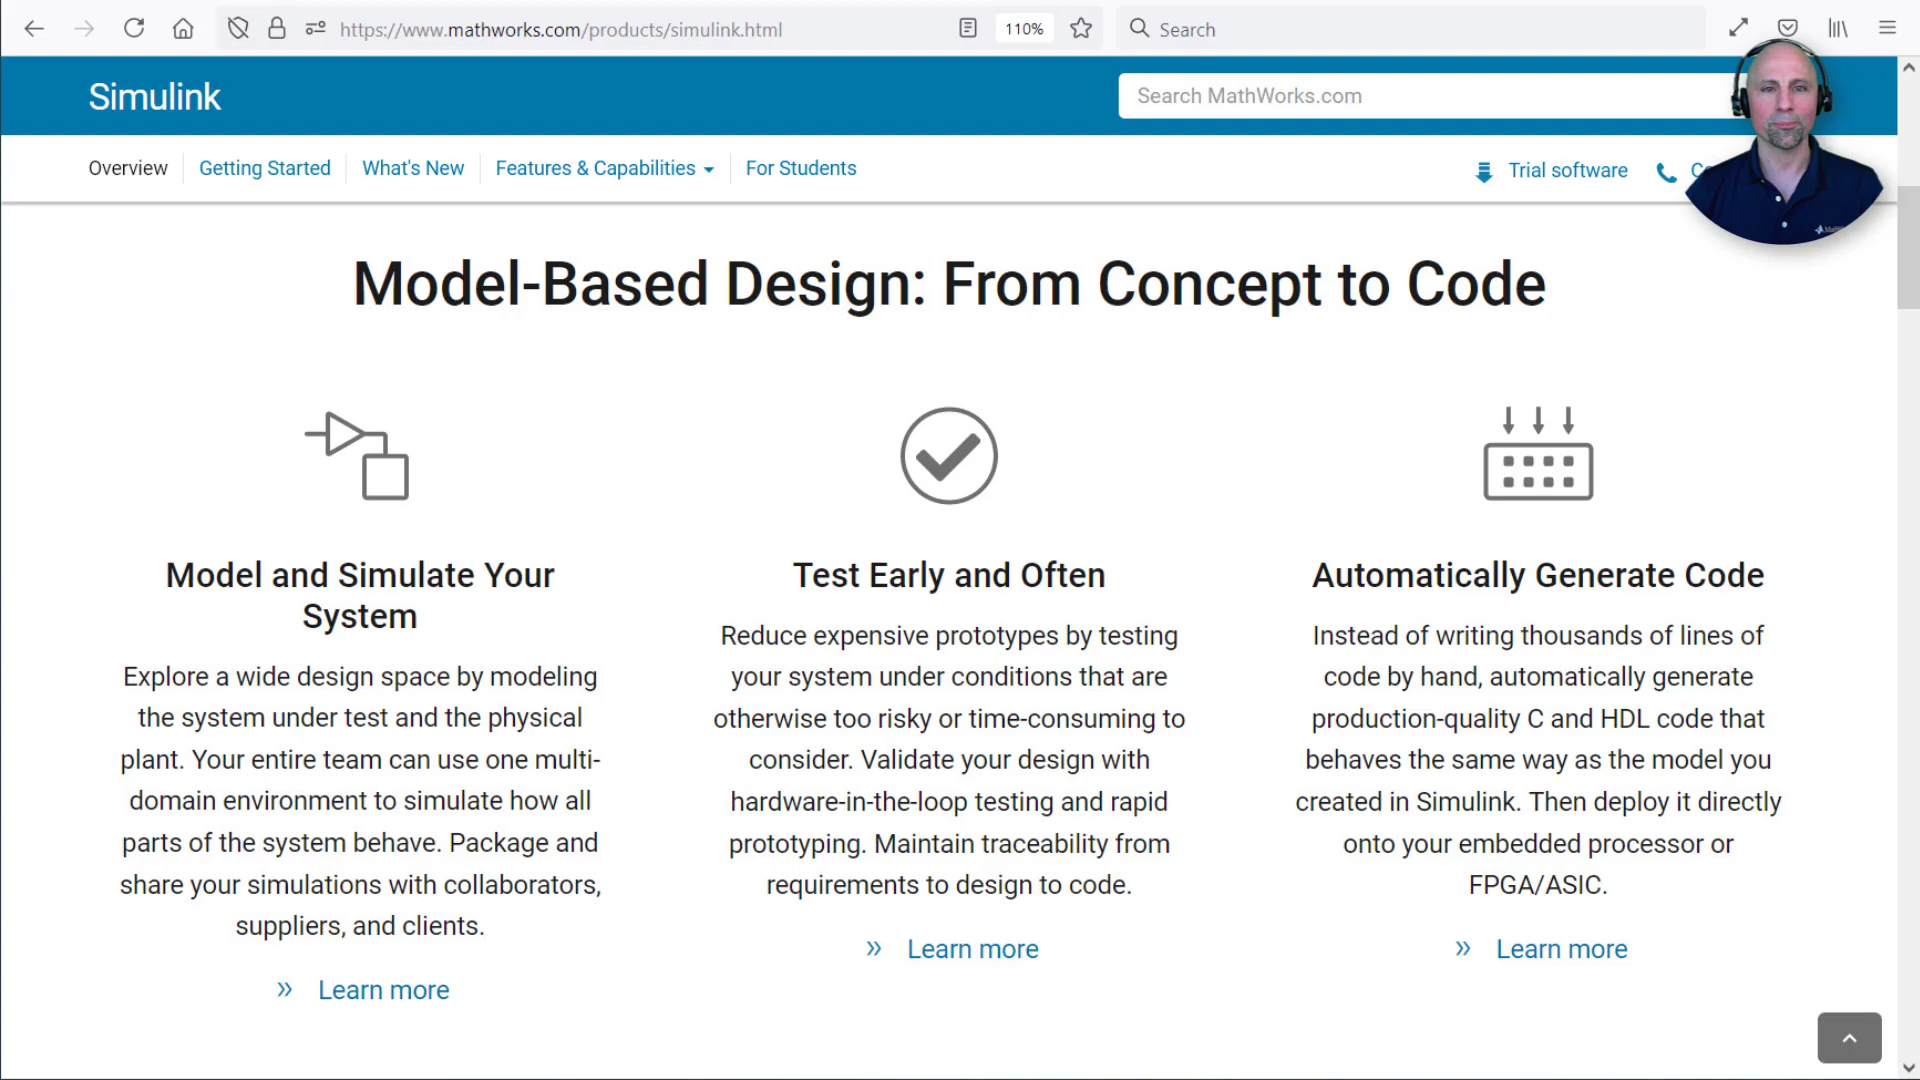 https://www.mathworks.com/products/simulink.html
110%
Search
Simulink
Search MathWorks.com
Overview
Getting Started
What's New
Features & Capabilities
For Students
Trial software
Model-Based Design: From Concept to Code
Model and Simulate Your
System
Explore a wide design space by modeling
the system under test and the physical
plant. Your entire team can use one multi-
domain environment to simulate how all
parts of the system behave. Package and
share your simulations with collaborators,
suppliers, and clients.
» Learn more
Test Early and Often
Reduce expensive prototypes by testing
your system under conditions that are
otherwise too risky or time-consuming to
consider. Validate your design with
hardware-in-the-loop testing and rapid
prototyping. Maintain traceability from
requirements to design to code.
» Learn more
Automatically Generate Code
Instead of writing thousands of lines of
code by hand, automatically generate
production-quality C and HDL code that
behaves the same way as the model you
created in Simulink. Then deploy it directly
onto your embedded processor or
FPGA/ASIC.
» Learn more